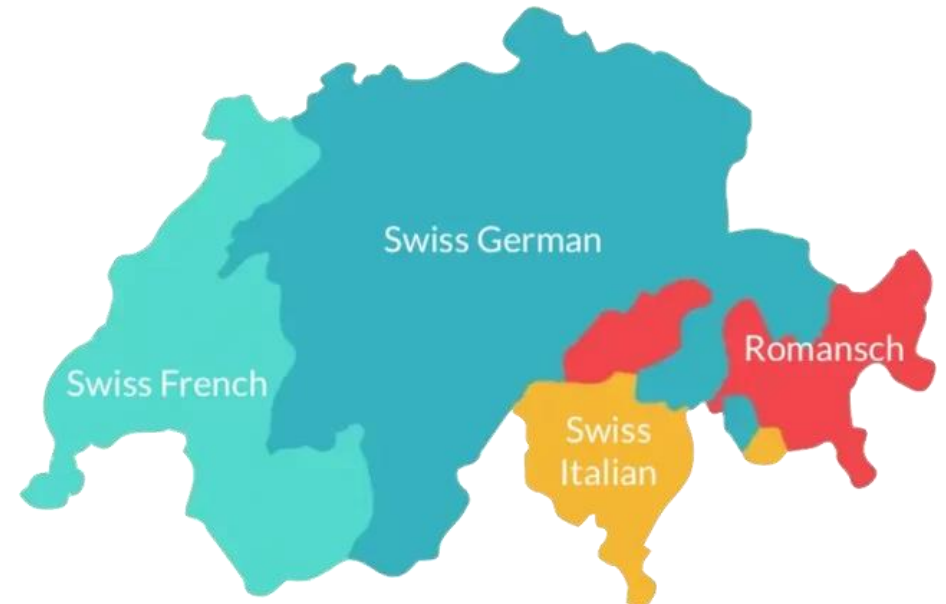 Swiss German
Romansch
Swiss French
Swiss
Italian